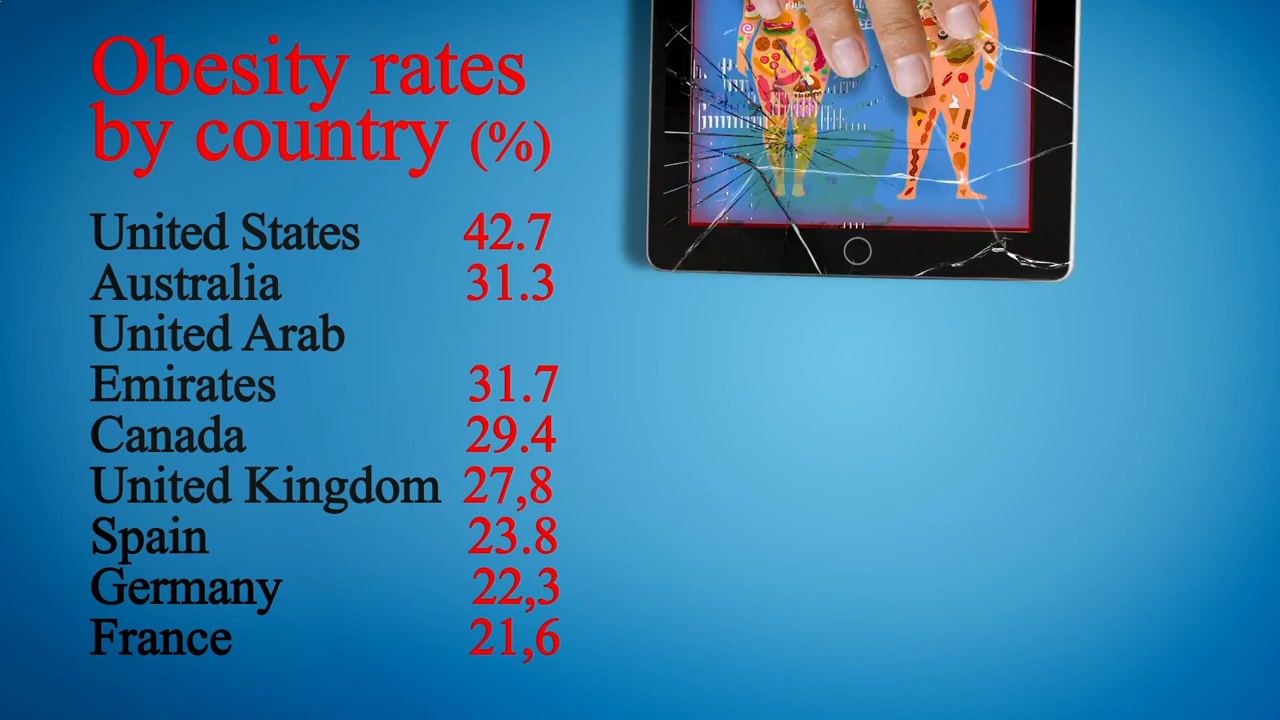 Obesity rates
by country (%)
United States 42.7
Australia 31.3
United Arab
Emirates 31.7
Canada 29.4
United Kingdom 27,8
Spain 23.8
Germany 22,3
France 21,6